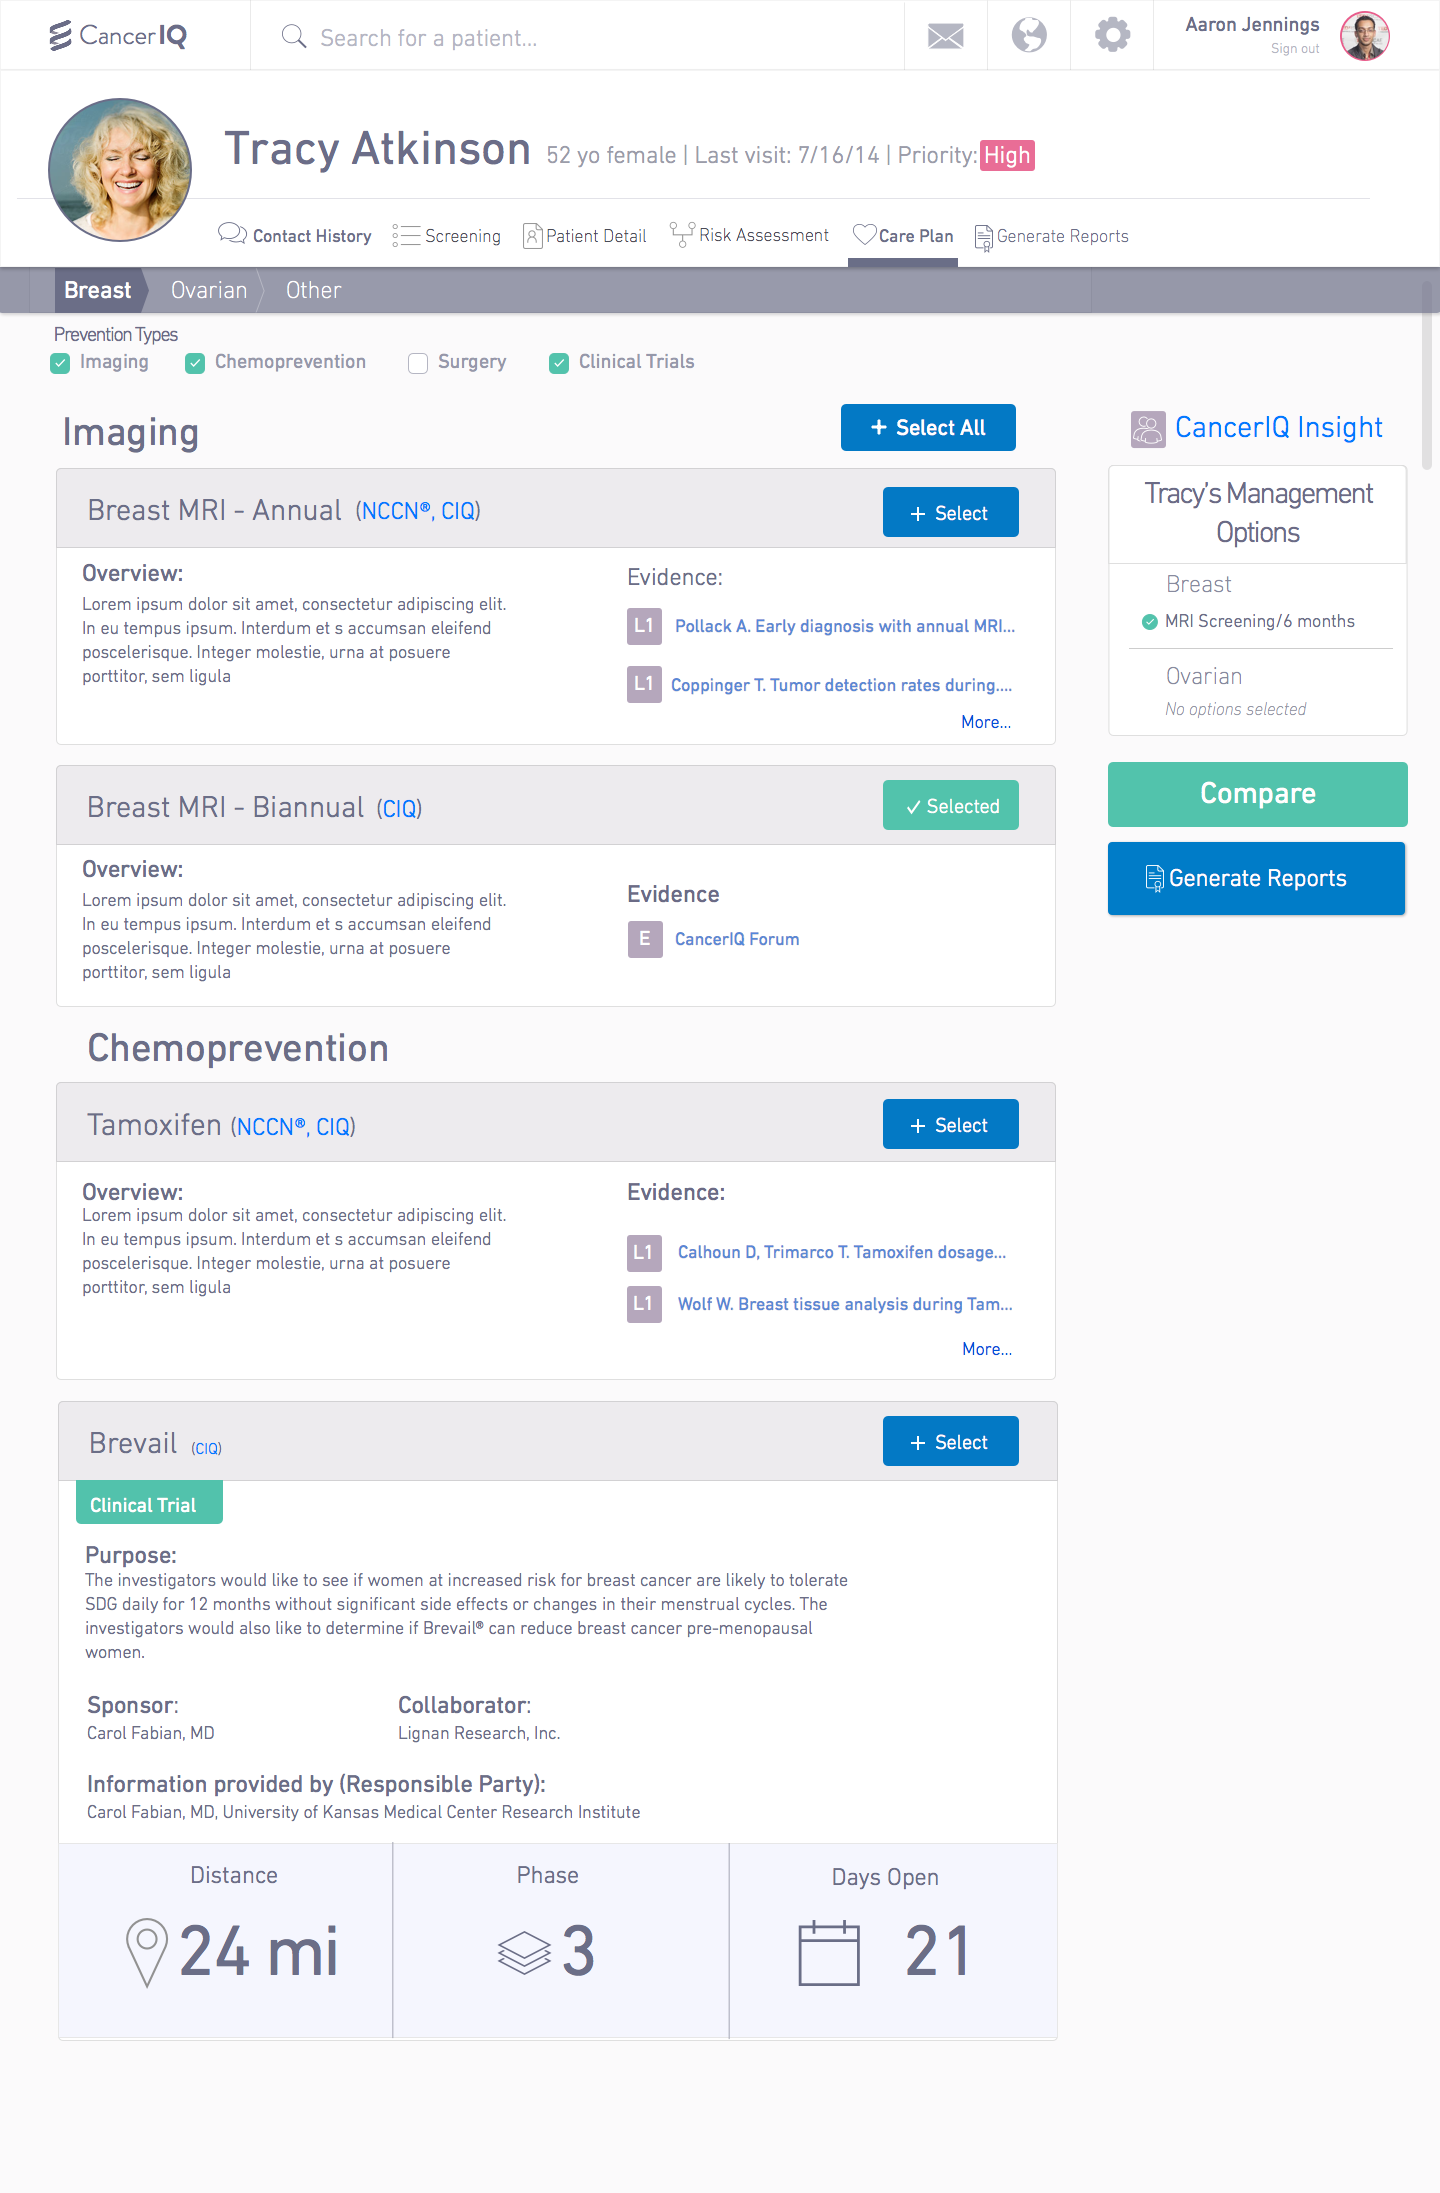 CancerIQ
Search for a patient...
Aaron Jennings
Sign out
Tracy Atkinson 52 yo female | Last visit: 7/16/14 | Priority: High
Contact History
Screening
Patient Detail
Risk Assessment
Care Plan
Generate Reports
Breast
Ovarian
Other
Prevention Types
Imaging
Chemoprevention
Surgery
Clinical Trials
Imaging
+ Select All
Breast MRI - Annual (NCCN®, CIQ)
+ Select
Overview:
Lorem ipsum dolor sit amet, consectetur adipiscing elit.
In eu tempus ipsum. Interdum et s accumsan eleifend
poscelerisque. Integer molestie, urna at posuere
porttitor, sem ligula
Evidence:
L1 Pollack A. Early diagnosis with annual MRI...
L1 Coppinger T. Tumor detection rates during....
More...
Breast MRI - Biannual (CIQ)
Selected
Overview:
Lorem ipsum dolor sit amet, consectetur adipiscing elit.
In eu tempus ipsum. Interdum et s accumsan eleifend
poscelerisque. Integer molestie, urna at posuere
porttitor, sem ligula
Evidence
E CancerIQ Forum
Chemoprevention
Tamoxifen (NCCN®, CIQ)
+ Select
Overview:
Lorem ipsum dolor sit amet, consectetur adipiscing elit.
In eu tempus ipsum. Interdum et s accumsan eleifend
poscelerisque. Integer molestie, urna at posuere
porttitor, sem ligula
Evidence:
L1 Calhoun D, Trimarco T. Tamoxifen dosage...
L1 Wolf W. Breast tissue analysis during Tam...
More...
Brevail (CIQ)
+ Select
Clinical Trial
Purpose:
The investigators would like to see if women at increased risk for breast cancer are likely to tolerate
SDG daily for 12 months without significant side effects or changes in their menstrual cycles. The
investigators would also like to determine if Brevail® can reduce breast cancer pre-menopausal
women.
Sponsor:
Carol Fabian, MD
Collaborator:
Lignan Research, Inc.
Information provided by (Responsible Party):
Carol Fabian, MD, University of Kansas Medical Center Research Institute
Distance
24 mi
Phase
3
Days Open
21
CancerIQ Insight
Tracy's Management
Options
Breast
MRI Screening/6 months
Ovarian
No options selected
Compare
Generate Reports